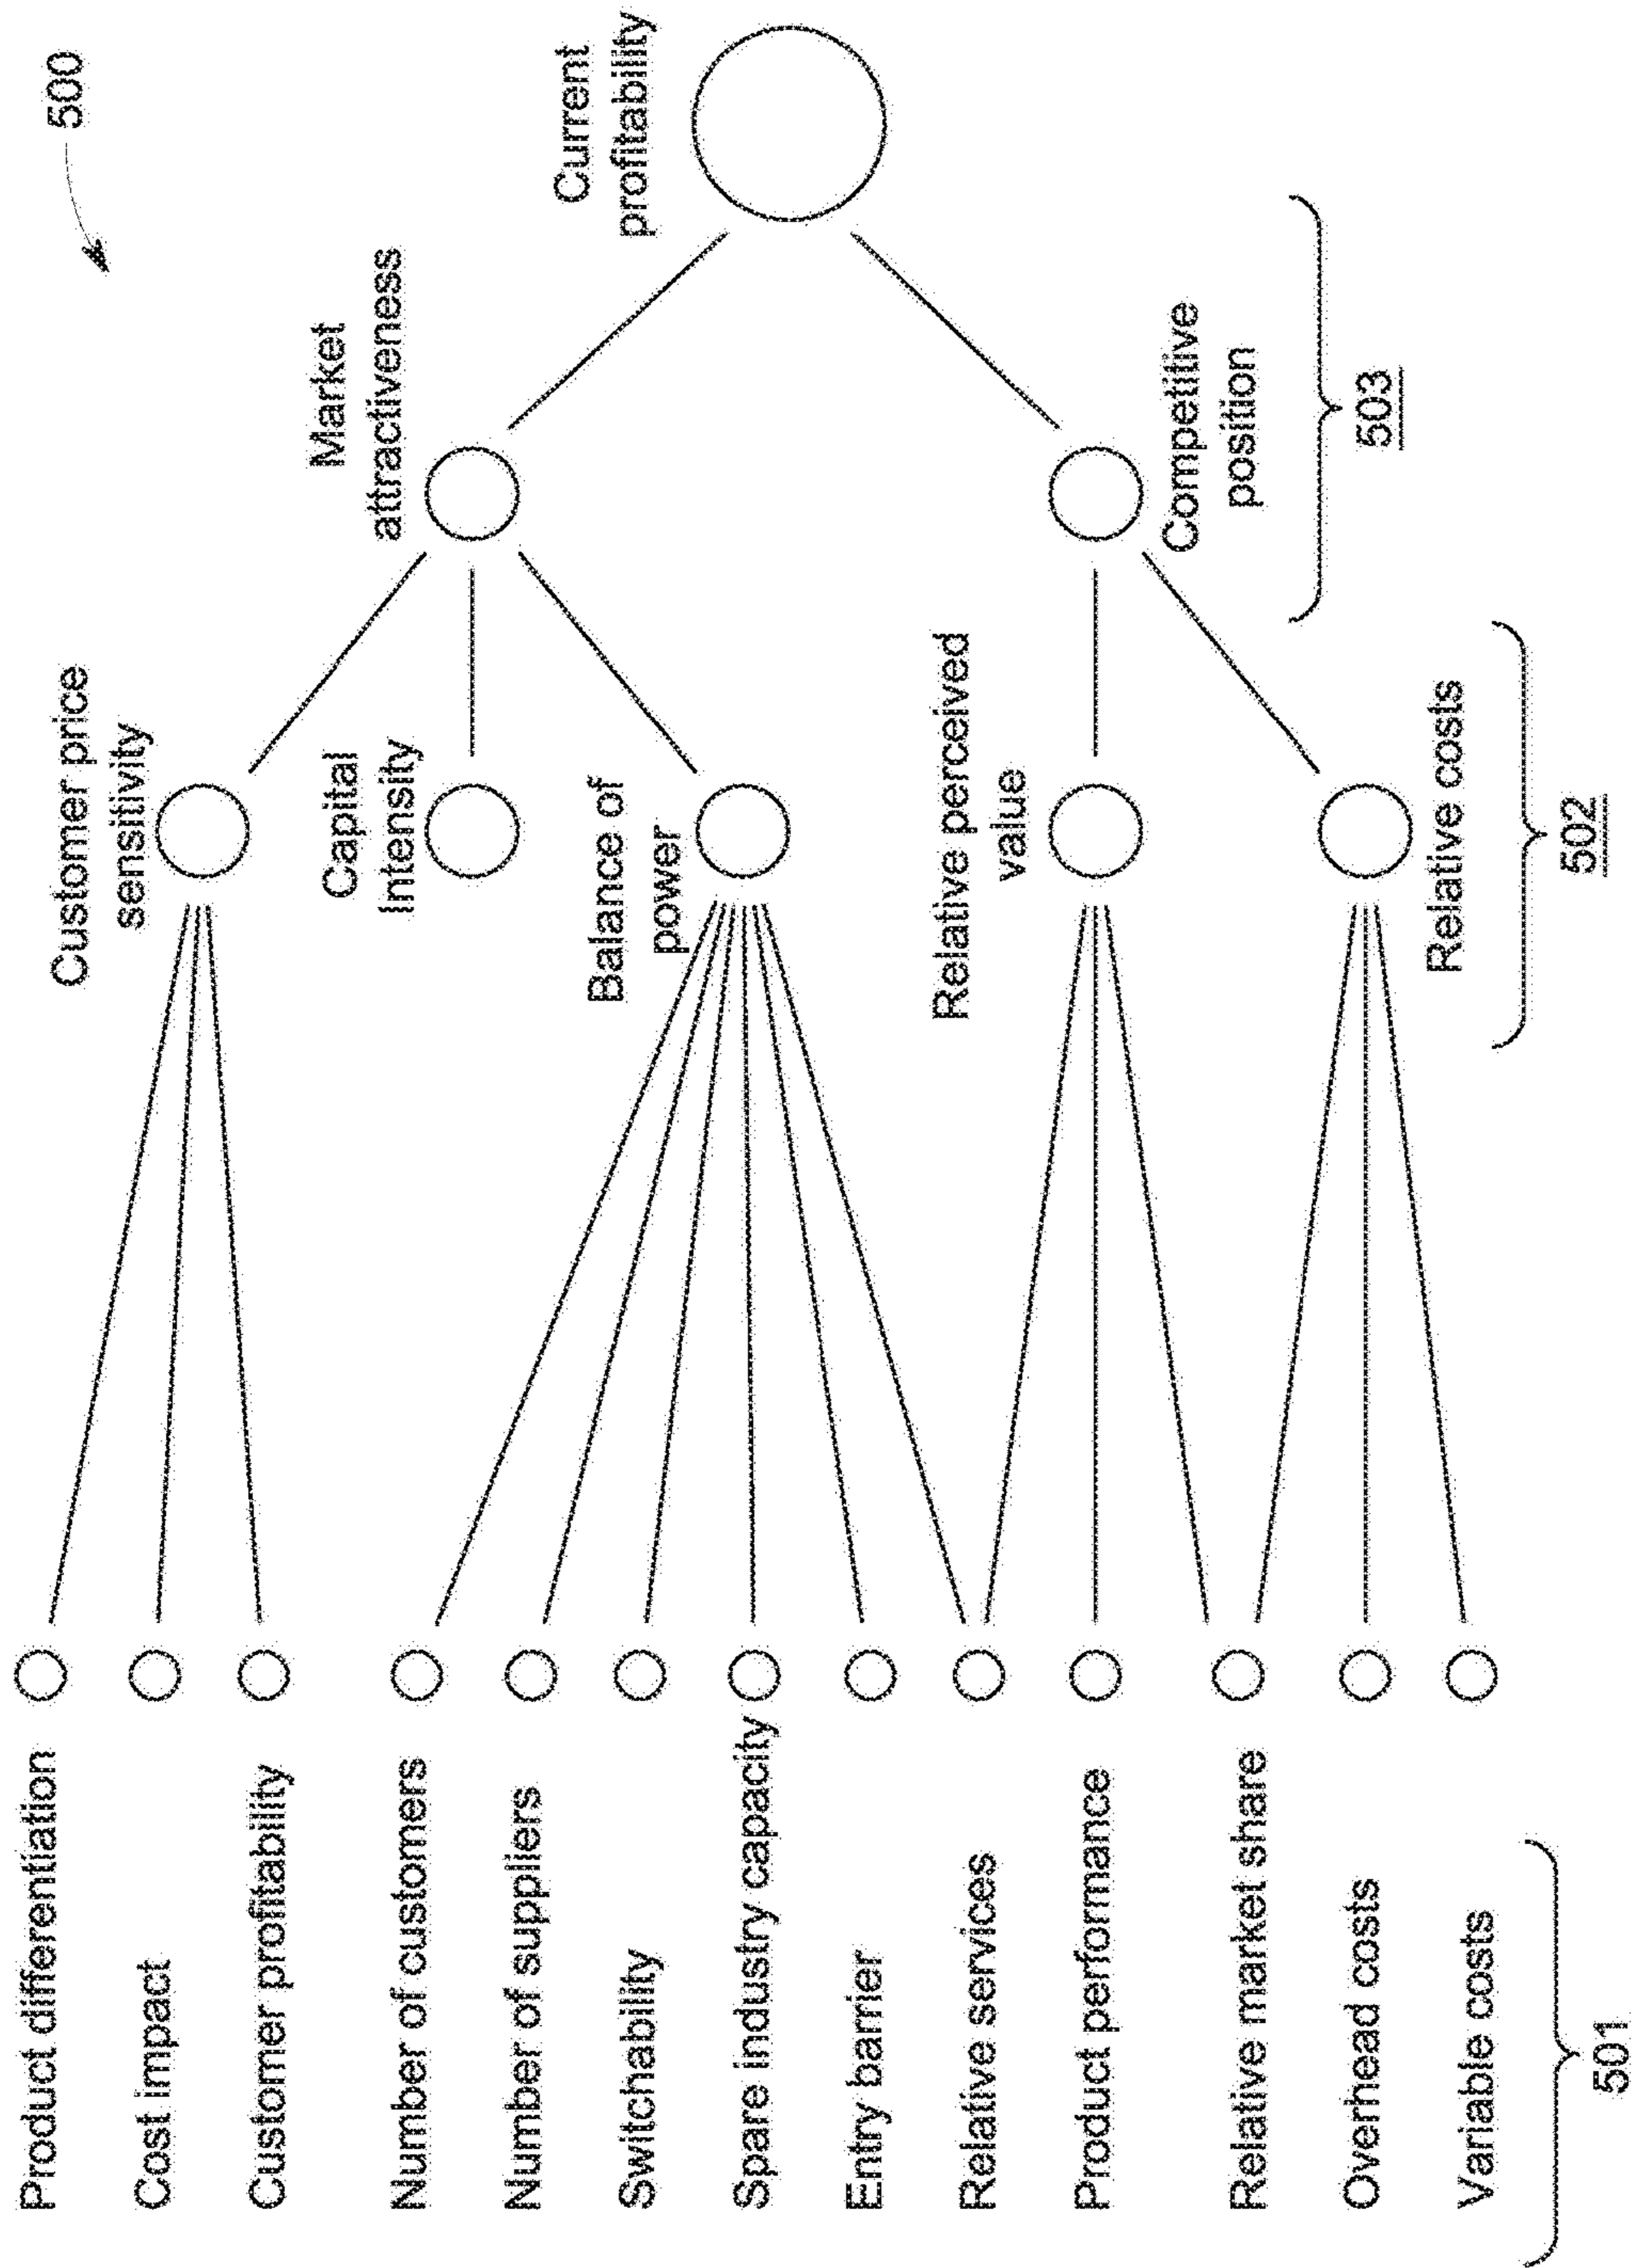 500
Product differentiation
Cost impact
Customer profitability
Number of customers
Number of suppliers
Switchability
Spare industry capacity
Entry barrier
Relative services
Product performance
Relative market share
Overhead costs
Variable costs
501
Customer price
sensitivity
Capital
Intensity
Balance of
power
Relative perceived
value
Relative costs
502
Market
attractiveness
Competitive
position
503
Current
profitability